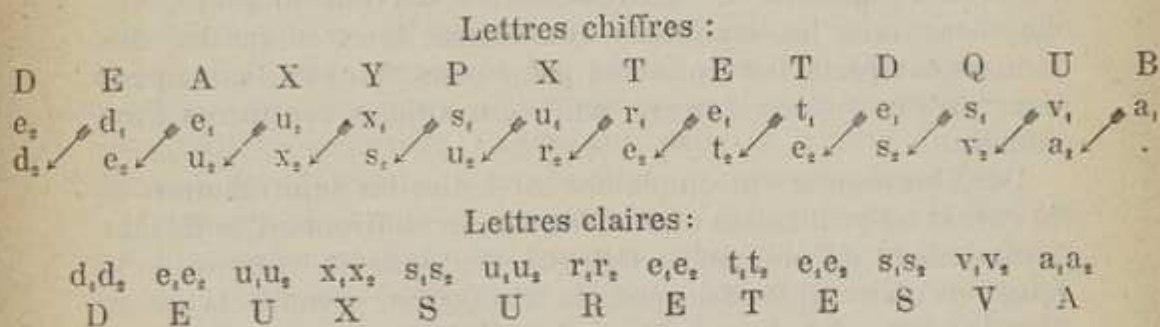 Lettres chiffres :
D E A X Y P X T E T D Q U B
e₂ d₁ e₁ u₁ x₁ s₁ u₁ r₁ e₁ t₁ e₁ s₁ v₁ a₁
d₂ e₂ u₂ x₂ s₂ u₂ r₂ e₂ t₂ e₂ s₂ v₂ a₂ .
Lettres claires :
d₁d₂ e₁e₂ u₁u₂ x₁x₂ s₁s₂ u₁u₂ r₁r₂ e₁e₂ t₁t₂ e₁e₂ s₁s₂ v₁v₂ a₁a₂
D E U X S U R E T E S V A